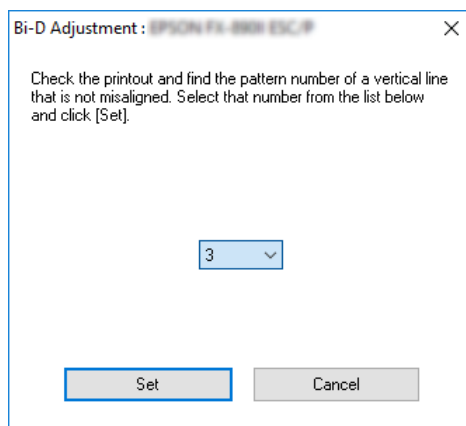 Bi-D Adjustment :
Check the printout and find the pattern number of a vertical line
that is not misaligned. Select that number from the list below
and click [Set].
3
Set
Cancel